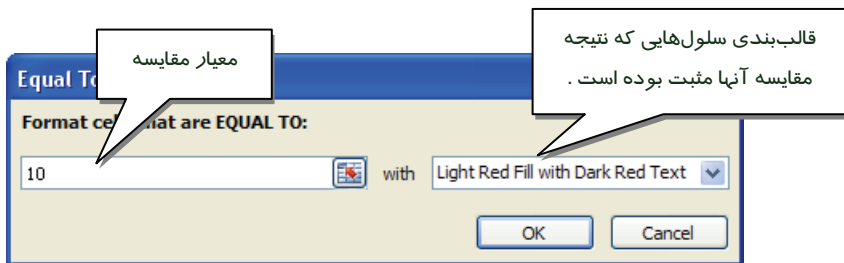 قالب‌بندی سلول‌هایی که نتیجه
مقایسه آنها مثبت بوده است .
معیار مقایسه
Equal To
Format cel hat are EQUAL TO:
10 with Light Red Fill with Dark Red Text
OK Cancel